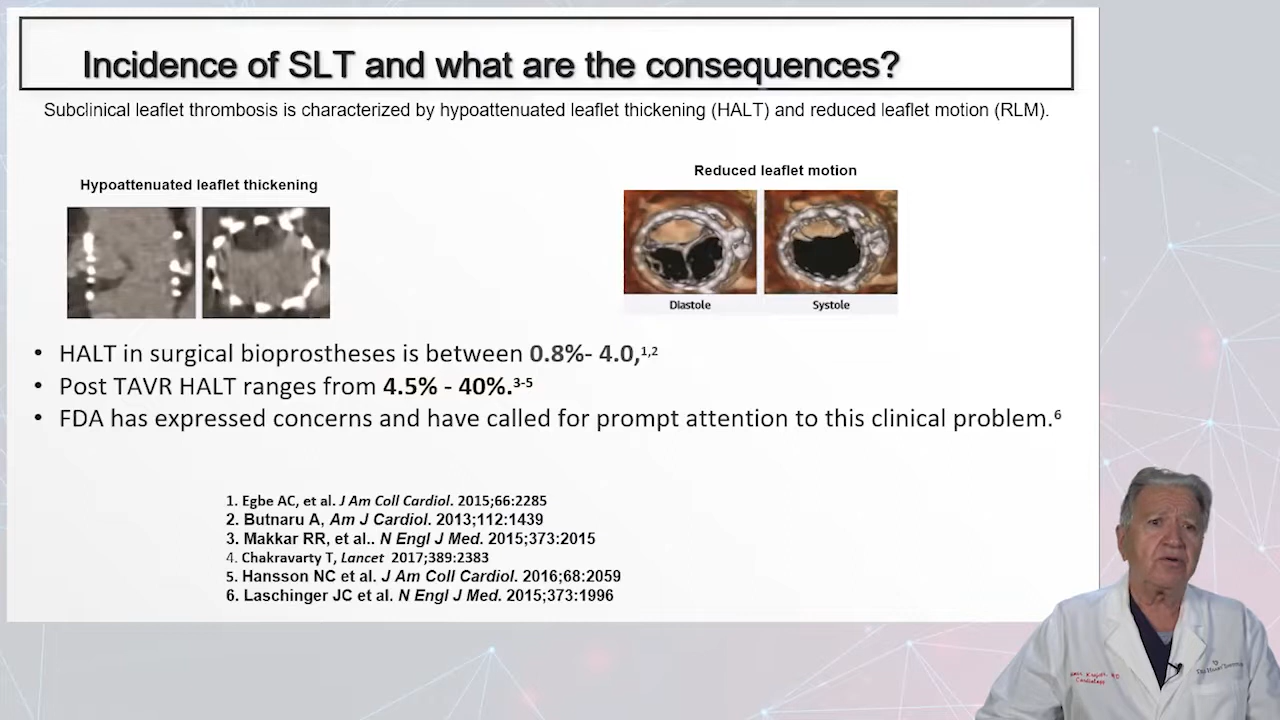 Incidence of SLT and what are the consequences?
Subclinical leaflet thrombosis is characterized by hypoattenuated leaflet thickening (HALT) and reduced leaflet motion (RLM).
Hypoattenuated leaflet thickening
Reduced leaflet motion
Diastole
Systole
• HALT in surgical bioprostheses is between 0.8%- 4.0,1,2
• Post TAVR HALT ranges from 4.5% - 40%.3-5
• FDA has expressed concerns and have called for prompt attention to this clinical problem.6
1. Egbe AC, et al. J Am Coll Cardiol. 2015;66:2285
2. Butnaru A, Am J Cardiol. 2013;112:1439
3. Makkar RR, et al.. N Engl J Med. 2015;373:2015
4. Chakravarty T, Lancet 2017;389:2383
5. Hansson NC et al. J Am Coll Cardiol. 2016;68:2059
6. Laschinger JC et al. N Engl J Med. 2015;373:1996
Cardiology